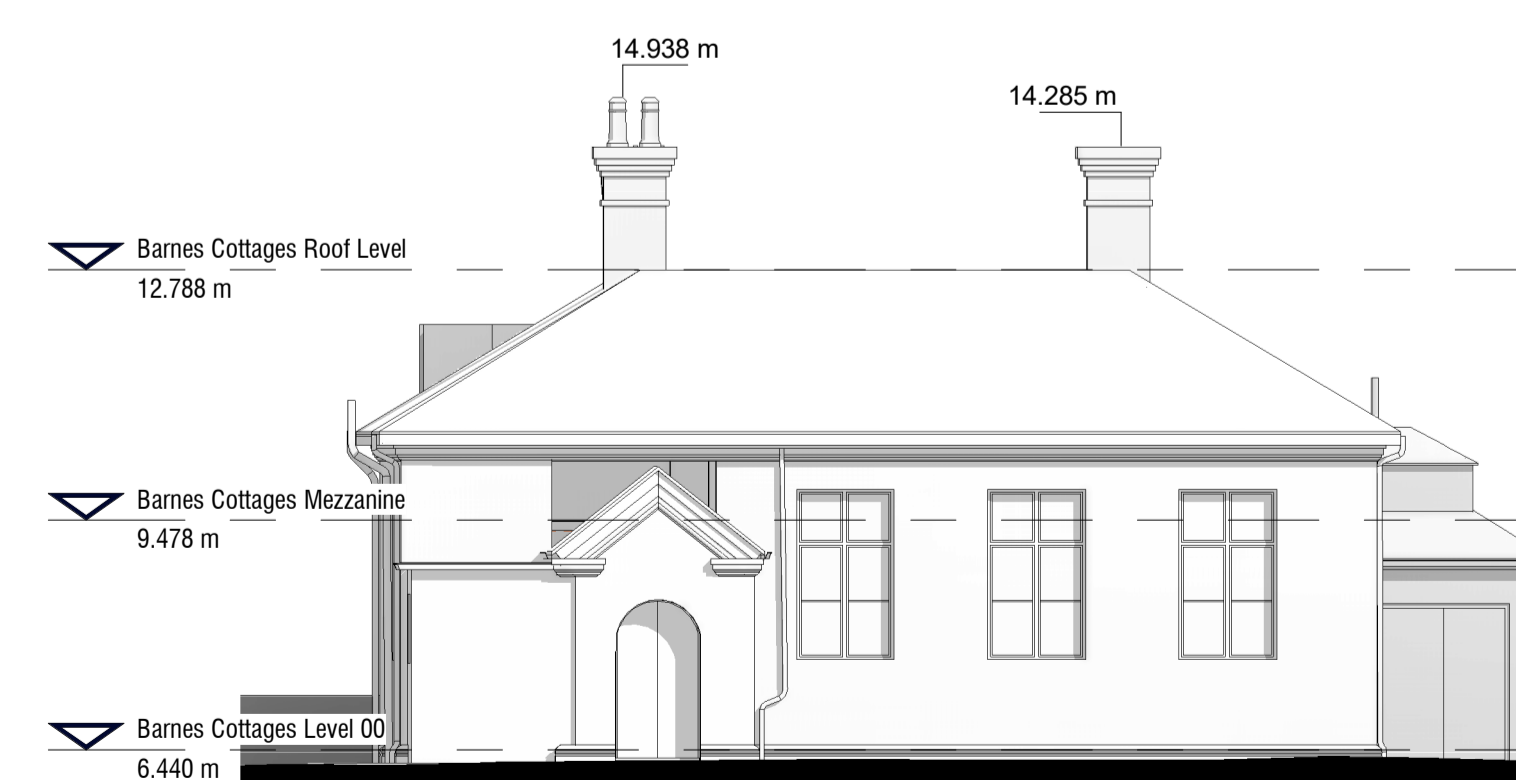 14.938 m
14.285 m
Barnes Cottages Roof Level
12.788 m
Barnes Cottages Mezzanine
9.478 m
Barnes Cottages Level 00
6.440 m